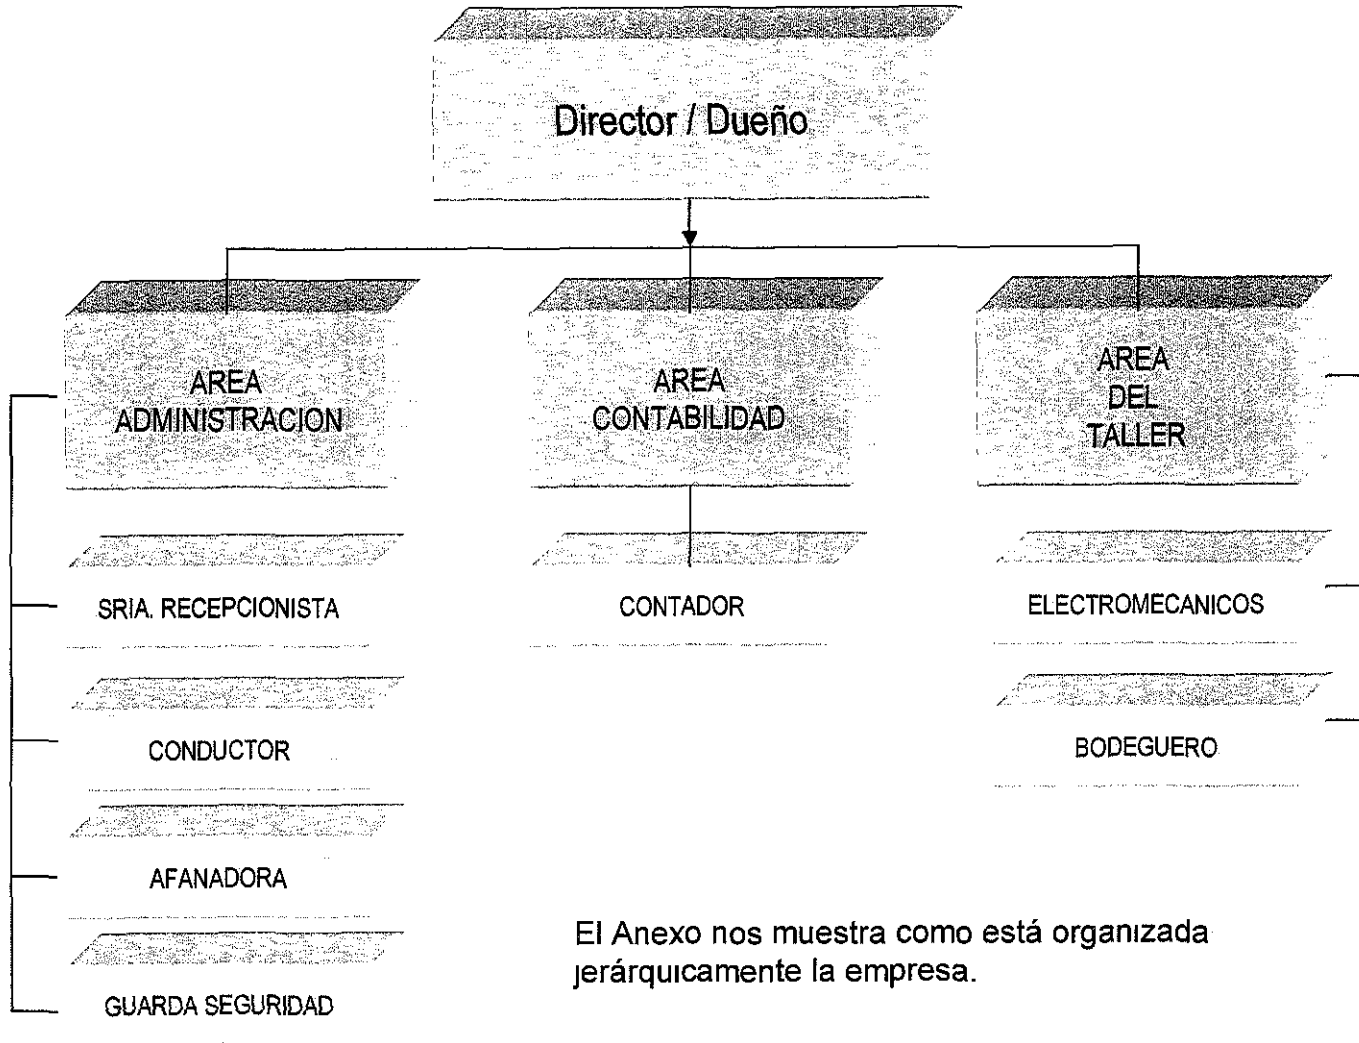 Director / Dueño
AREA
ADMINISTRACION
AREA
CONTABILIDAD
AREA
DEL
TALLER
SRIA. RECEPCIONISTA
CONTADOR
ELECTROMECANICOS
CONDUCTOR
BODEGUERO
AFANADORA
GUARDA SEGURIDAD
El Anexo nos muestra como está organizada
jerárquicamente la empresa.